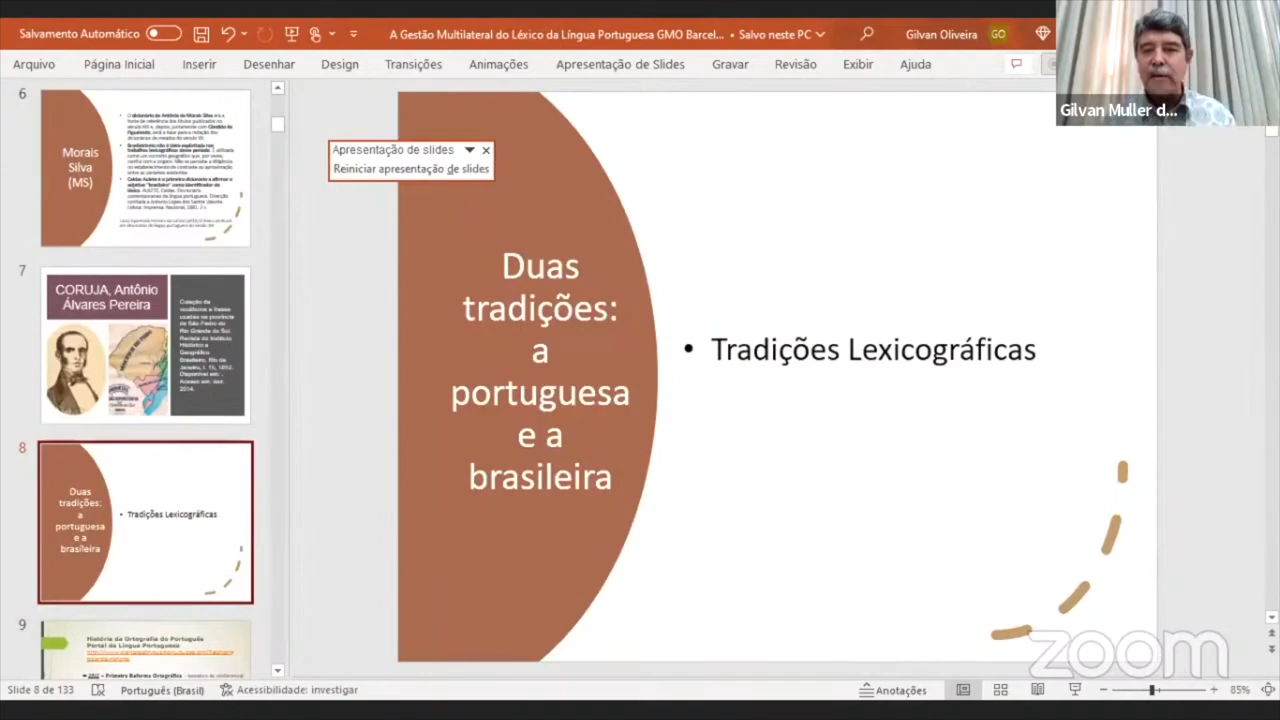 Salvamento Automático
A Gestão Multilateral do Léxico da Língua Portuguesa GMO Barcel... • Salvo neste PC
Gilvan Oliveira
GO
Arquivo
Página Inicial
Inserir
Desenhar
Design
Transições
Animações
Apresentação de Slides
Gravar
Revisão
Exibir
Ajuda
Gilvan Muller d...
6
Morais
Silva
(MS)
7
CORUJA, Antônio
Álvares Pereira
8
Duas
tradições:
a
portuguesa
e a
brasileira
• Tradições Lexicográficas
9
História da Ortografia do Português
Portal da Língua Portuguesa
Apresentação de slides
Reiniciar apresentação de slides
Duas
tradições:
a
portuguesa
e a
brasileira
• Tradições Lexicográficas
zoom
Slide 8 de 133
Português (Brasil)
Acessibilidade: investigar
Anotações
85%